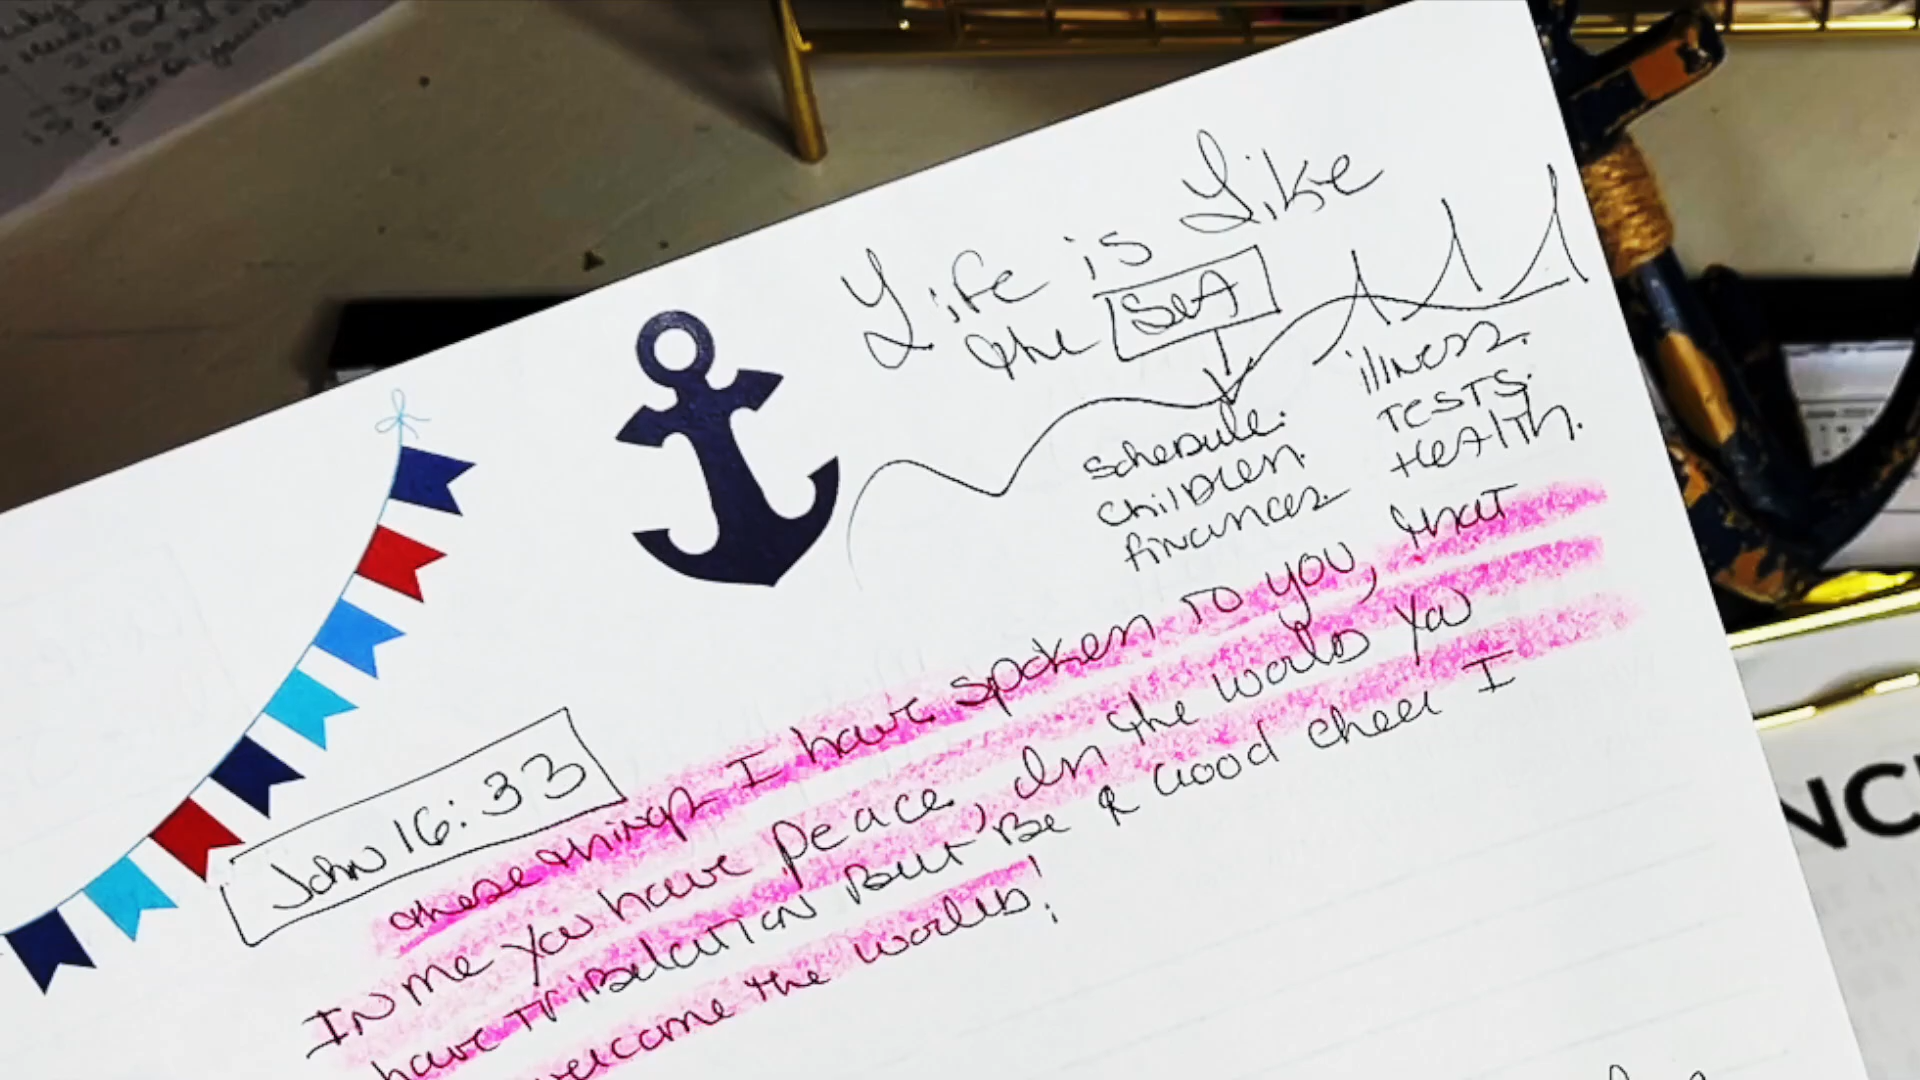 Life is Like
the SeA
schedule.
children.
finances.
illness.
TESTS.
HeAlth.
John 16:33
these things I have spoken to you, that
In me you have peace, In the world you
have tribulation But Be of Good cheer I
overcome the world!
NC